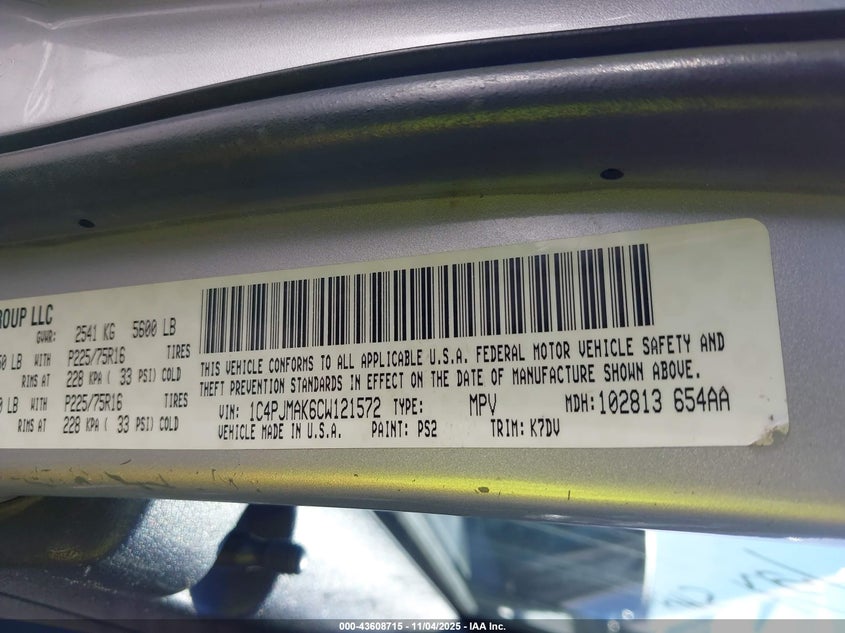 ROUP LLC
GVWR: 2541 KG 5600 LB
LB WITH P225/75R16 TIRES
RIMS AT 228 KPA ( 33 PSI) COLD
LB WITH P225/75R16 TIRES
RIMS AT 228 KPA ( 33 PSI) COLD
THIS VEHICLE CONFORMS TO ALL APPLICABLE U.S.A. FEDERAL MOTOR VEHICLE SAFETY AND
THEFT PREVENTION STANDARDS IN EFFECT ON THE DATE OF MANUFACTURE SHOWN ABOVE.
VIN: 1C4PJMAK6CW121572 TYPE: MPV MDH: 102813 654AA
VEHICLE MADE IN U.S.A. PAINT: PS2 TRIM: K7DV
000-43608715 - 11/04/2025 - IAA Inc.